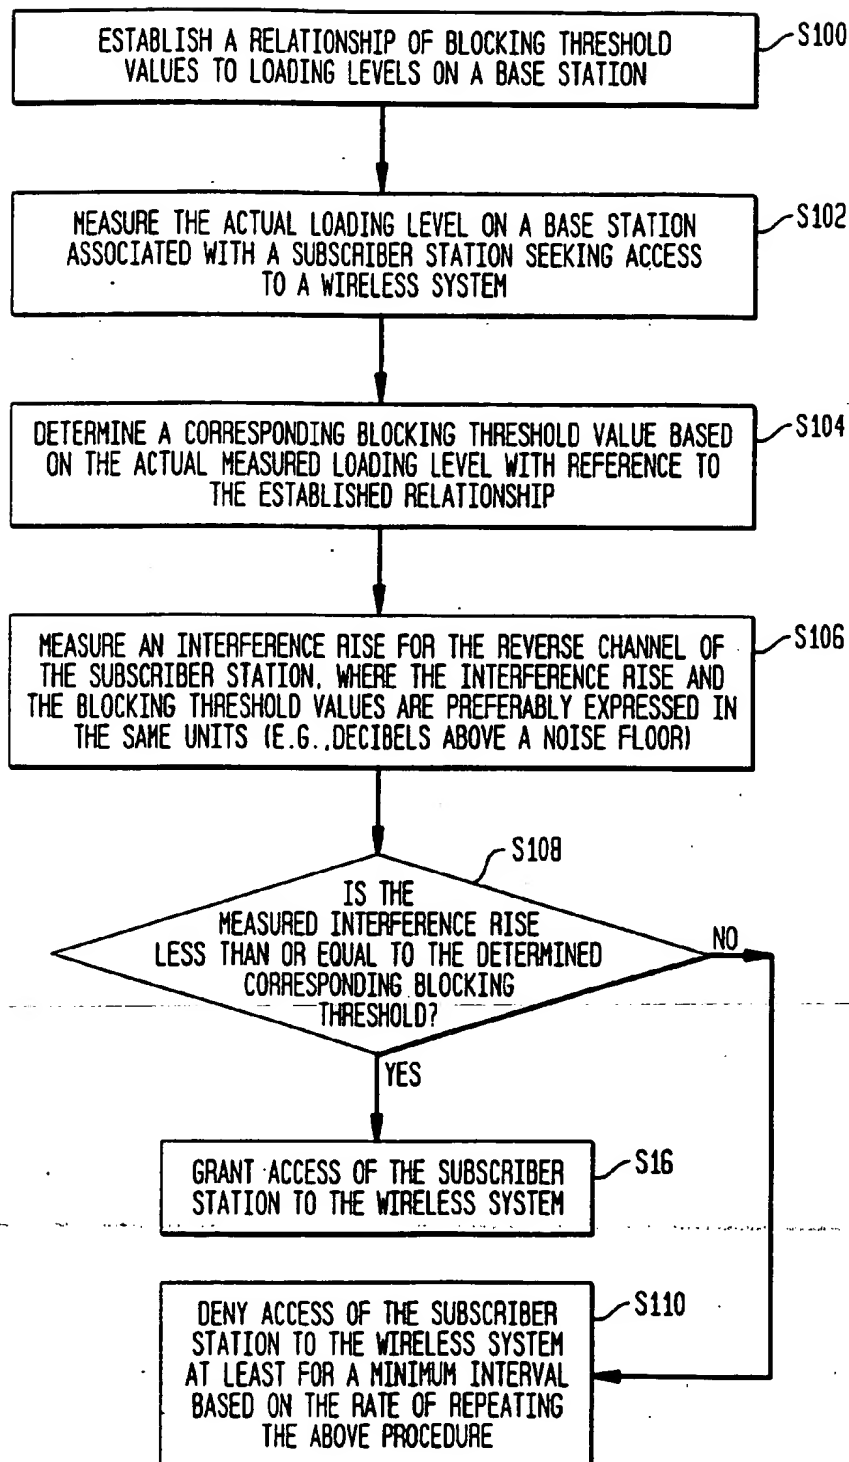 ESTABLISH A RELATIONSHIP OF BLOCKING THRESHOLD
VALUES TO LOADING LEVELS ON A BASE STATION
S100
MEASURE THE ACTUAL LOADING LEVEL ON A BASE STATION
ASSOCIATED WITH A SUBSCRIBER STATION SEEKING ACCESS
TO A WIRELESS SYSTEM
S102
DETERMINE A CORRESPONDING BLOCKING THRESHOLD VALUE BASED
ON THE ACTUAL MEASURED LOADING LEVEL WITH REFERENCE TO
THE ESTABLISHED RELATIONSHIP
S104
MEASURE AN INTERFERENCE RISE FOR THE REVERSE CHANNEL OF
THE SUBSCRIBER STATION, WHERE THE INTERFERENCE RISE AND
THE BLOCKING THRESHOLD VALUES ARE PREFERABLY EXPRESSED IN
THE SAME UNITS (E.G.,DECIBELS ABOVE A NOISE FLOOR)
S106
S108
IS THE
MEASURED INTERFERENCE RISE
LESS THAN OR EQUAL TO THE DETERMINED
CORRESPONDING BLOCKING
THRESHOLD?
NO
YES
GRANT ACCESS OF THE SUBSCRIBER
STATION TO THE WIRELESS SYSTEM
S16
DENY ACCESS OF THE SUBSCRIBER
STATION TO THE WIRELESS SYSTEM
AT LEAST FOR A MINIMUM INTERVAL
BASED ON THE RATE OF REPEATING
THE ABOVE PROCEDURE
S110